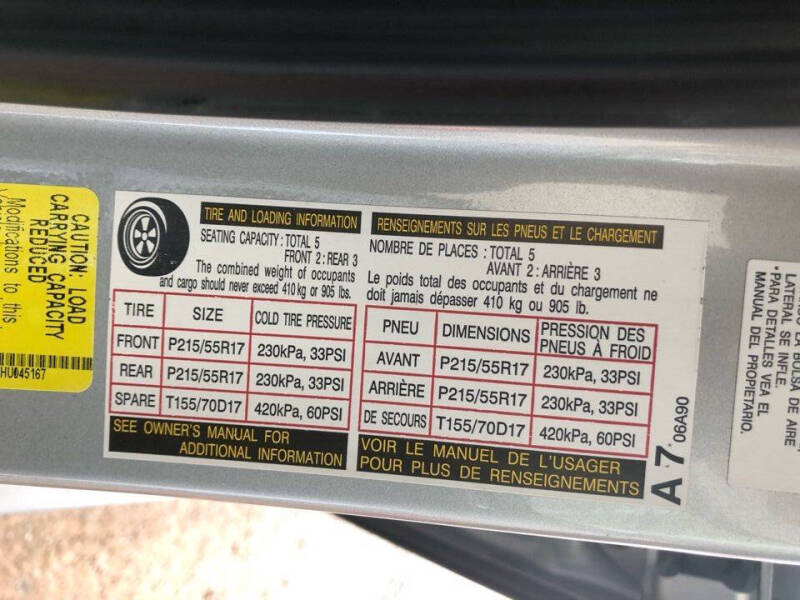 CAUTION: LOAD
CARRYING CAPACITY
REDUCED
Modifications to this
HU045167
TIRE AND LOADING INFORMATION
SEATING CAPACITY : TOTAL 5
FRONT 2 : REAR 3
The combined weight of occupants
and cargo should never exceed 410 kg or 905 lbs.
TIRE SIZE COLD TIRE PRESSURE
FRONT P215/55R17 230kPa, 33PSI
REAR P215/55R17 230kPa, 33PSI
SPARE T155/70D17 420kPa, 60PSI
SEE OWNER'S MANUAL FOR
ADDITIONAL INFORMATION
RENSEIGNEMENTS SUR LES PNEUS ET LE CHARGEMENT
NOMBRE DE PLACES : TOTAL 5
AVANT 2 : ARRIÈRE 3
Le poids total des occupants et du chargement ne
doit jamais dépasser 410 kg ou 905 lb.
PNEU DIMENSIONS PRESSION DES
PNEUS À FROID
AVANT P215/55R17 230kPa, 33PSI
ARRIÈRE P215/55R17 230kPa, 33PSI
DE SECOURS T155/70D17 420kPa, 60PSI
VOIR LE MANUEL DE L'USAGER
POUR PLUS DE RENSEIGNEMENTS
A 7 06A90
LA BOLSA DE AIRE
LATERAL SE INFLE.
•PARA DETALLES VEA EL
MANUAL DEL PROPIETARIO.